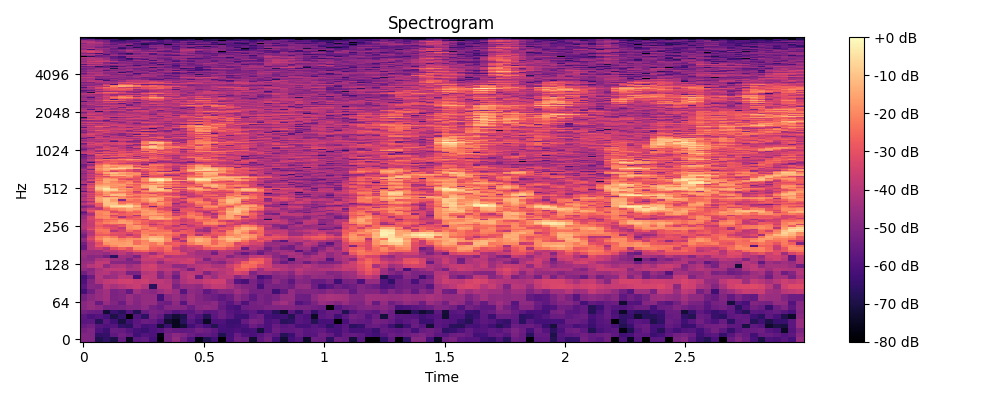 Spectrogram
4096
2048
1024
512
256
128
64
0
Hz
0
0.5
1
1.5
2
2.5
Time
+0 dB
-10 dB
-20 dB
-30 dB
-40 dB
-50 dB
-60 dB
-70 dB
-80 dB